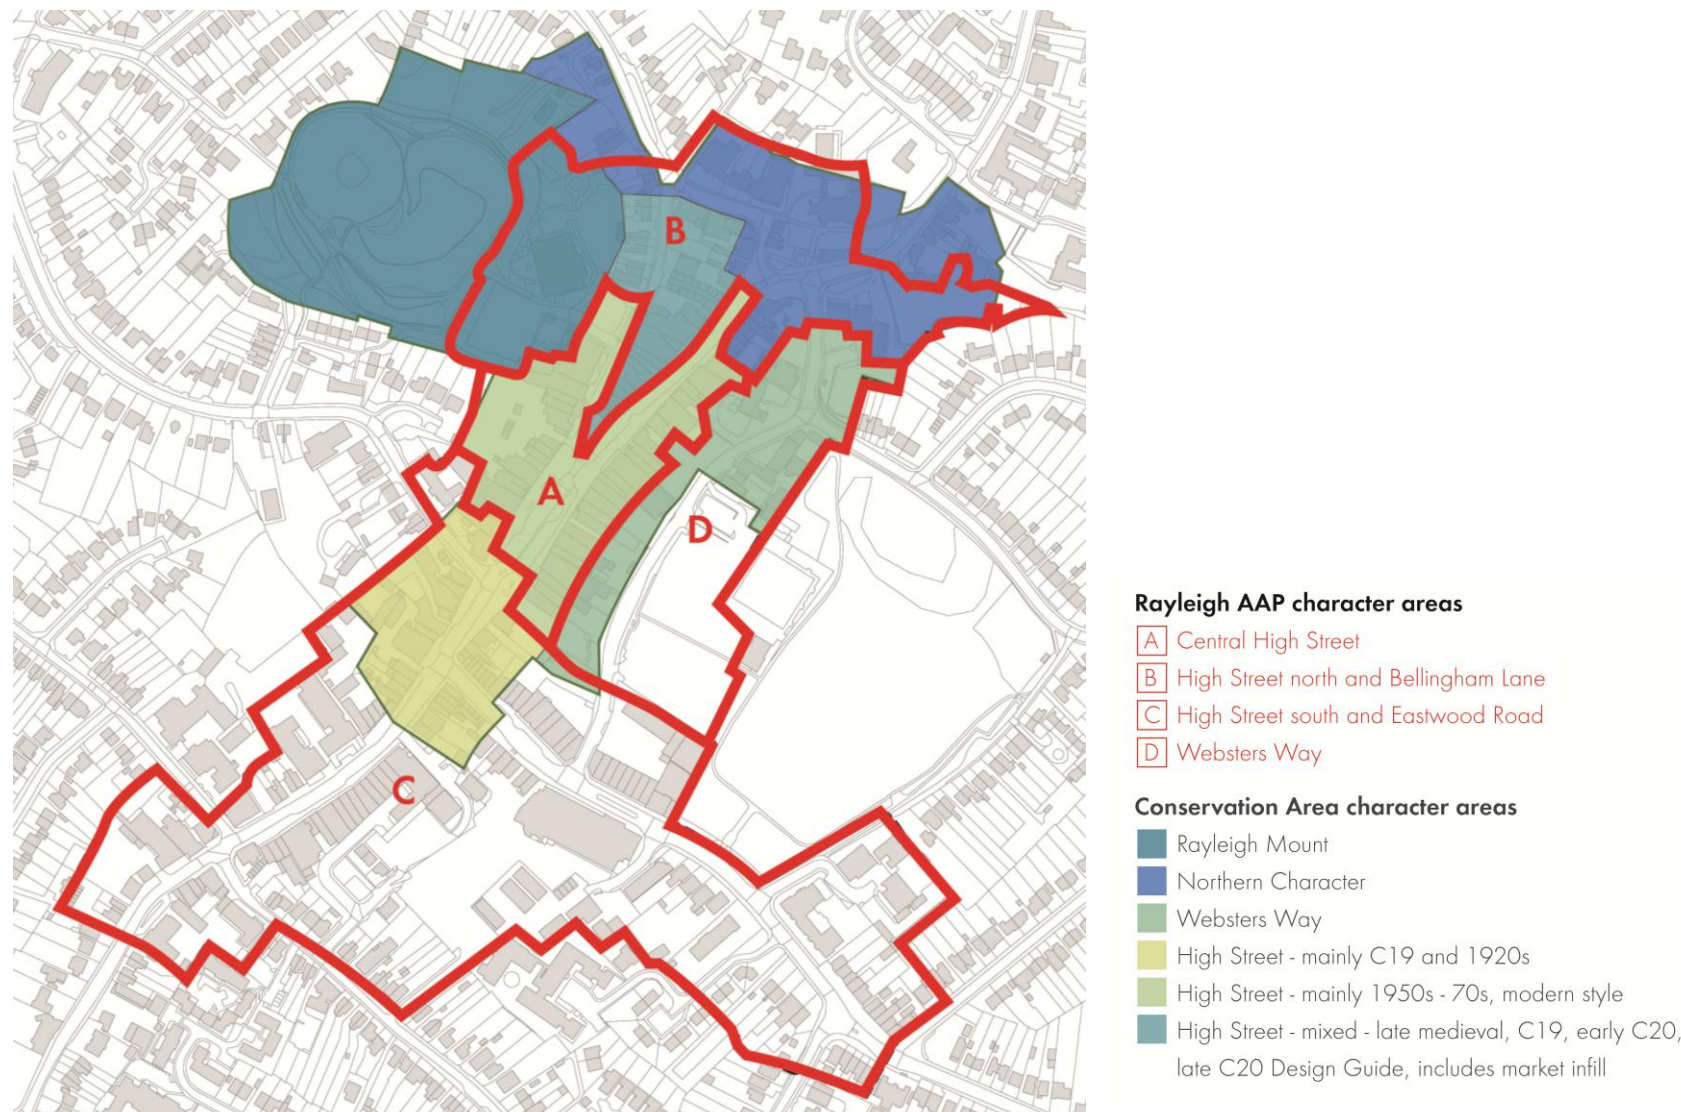 B
A
D
C
Rayleigh AAP character areas
A Central High Street
B High Street north and Bellingham Lane
C High Street south and Eastwood Road
D Websters Way
Conservation Area character areas
Rayleigh Mount
Northern Character
Websters Way
High Street - mainly C19 and 1920s
High Street - mainly 1950s - 70s, modern style
High Street - mixed - late medieval, C19, early C20,
late C20 Design Guide, includes market infill